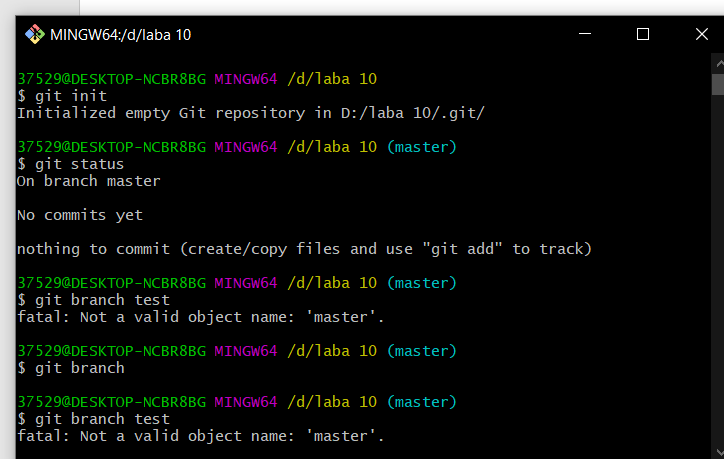 MINGW64:/d/laba 10
37529@DESKTOP-NCBR8BG MINGW64 /d/laba 10
$ git init
Initialized empty Git repository in D:/laba 10/.git/
37529@DESKTOP-NCBR8BG MINGW64 /d/laba 10 (master)
$ git status
On branch master
No commits yet
nothing to commit (create/copy files and use "git add" to track)
37529@DESKTOP-NCBR8BG MINGW64 /d/laba 10 (master)
$ git branch test
fatal: Not a valid object name: 'master'.
37529@DESKTOP-NCBR8BG MINGW64 /d/laba 10 (master)
$ git branch
37529@DESKTOP-NCBR8BG MINGW64 /d/laba 10 (master)
$ git branch test
fatal: Not a valid object name: 'master'.